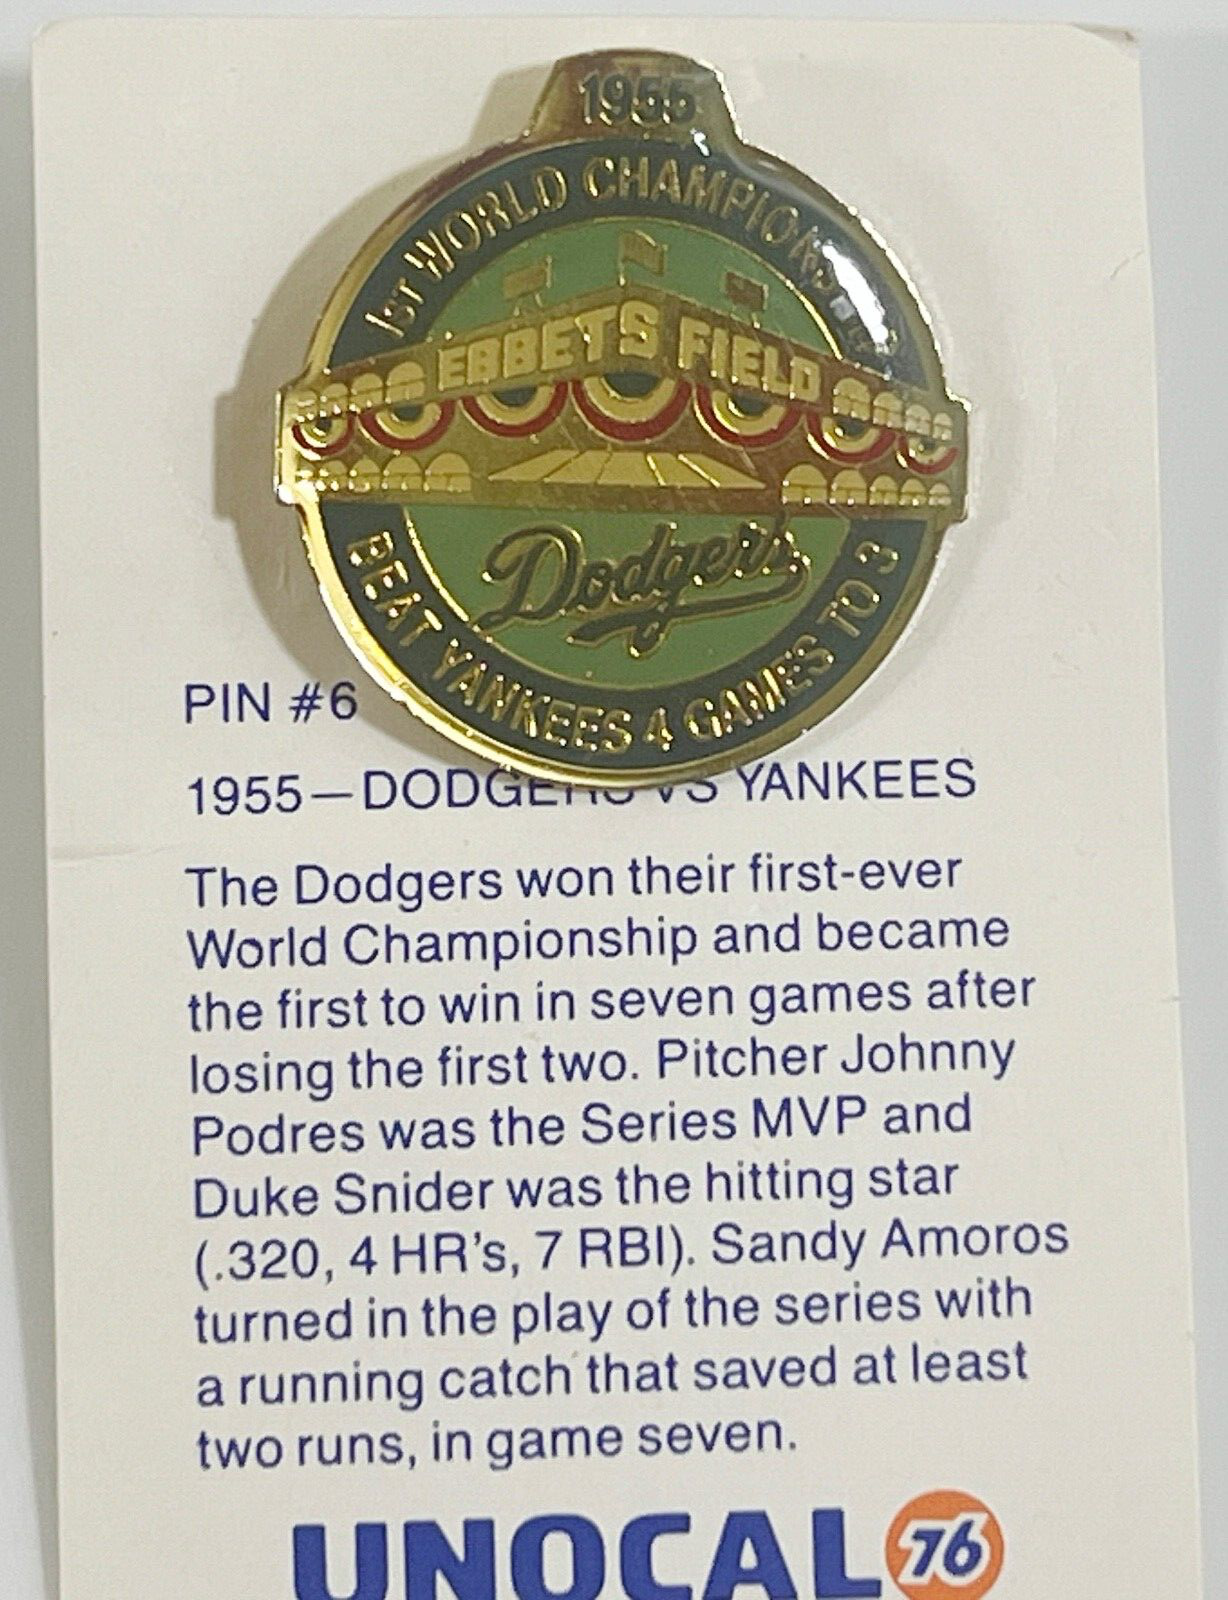 1955
1ST WORLD CHAMPIONSHIP
EBBETS FIELD
Dodgers
BEAT YANKEES 4 GAMES TO 3
PIN #6
1955—DODGERS VS YANKEES
The Dodgers won their first-ever
World Championship and became
the first to win in seven games after
losing the first two. Pitcher Johnny
Podres was the Series MVP and
Duke Snider was the hitting star
(.320, 4 HR's, 7 RBI). Sandy Amoros
turned in the play of the series with
a running catch that saved at least
two runs, in game seven.
UNOCAL 76